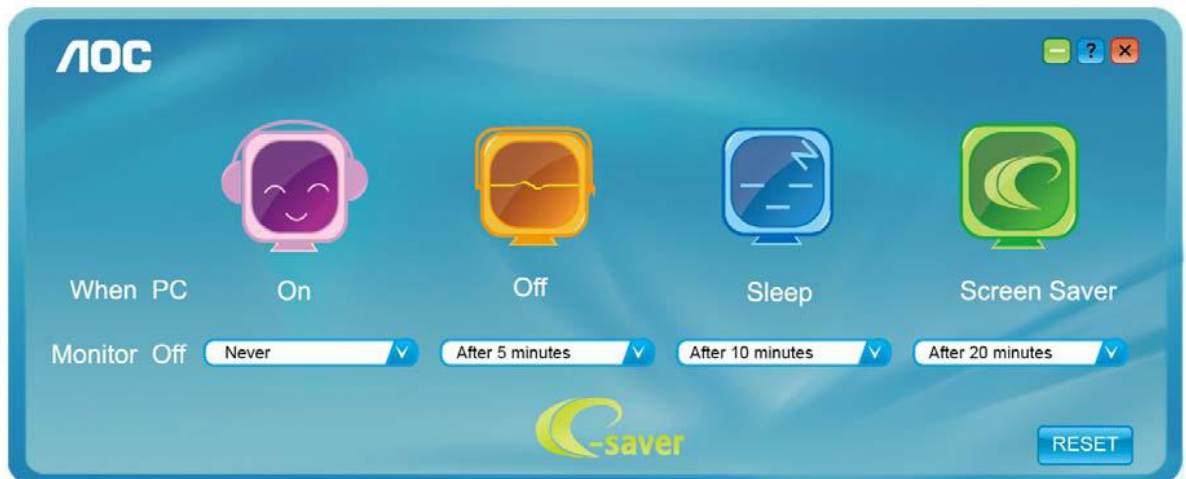 AOC
?
When PC On Off Sleep Screen Saver
Monitor Off Never After 5 minutes After 10 minutes After 20 minutes
e-saver
RESET